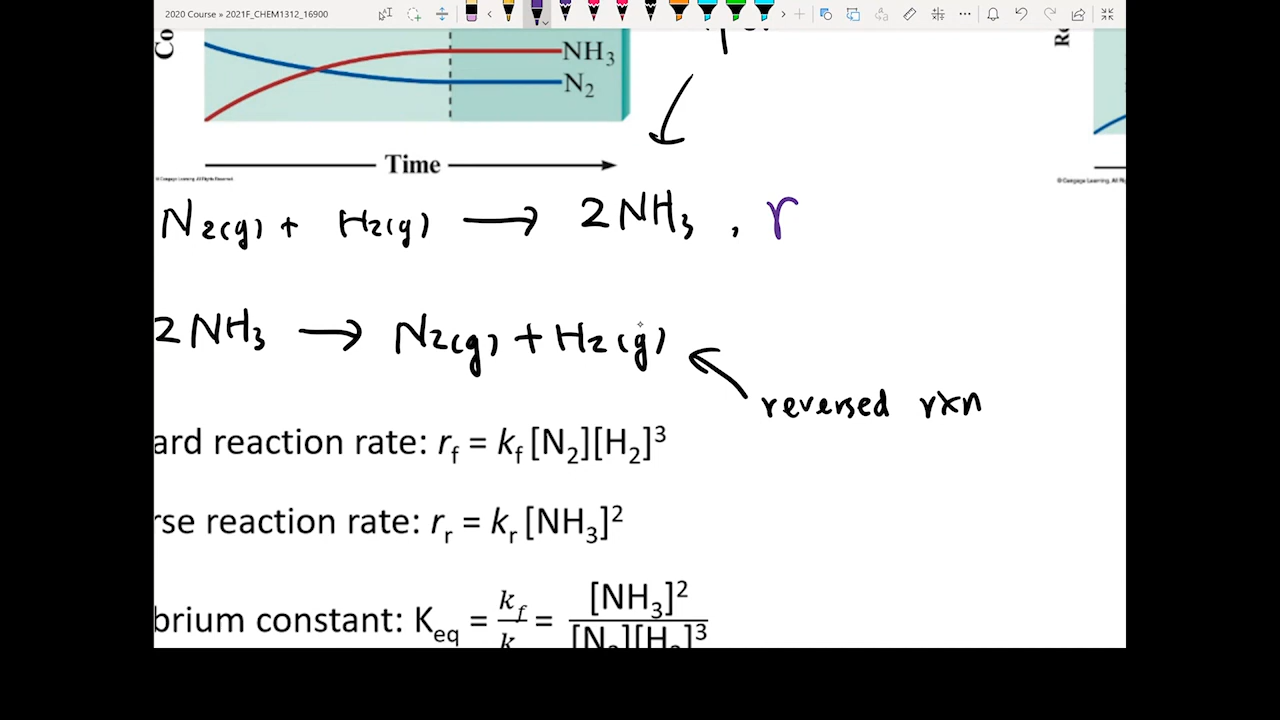 2020 Course » 2021F_CHEM1312_16900
NH3
N2
Time
N2(g) + H2(g) → 2NH3 , r
2NH3 → N2(g) + H2(g)
reversed rxn
ard reaction rate: rf = kf [N2][H2]³
rse reaction rate: rr = kr [NH3]²
brium constant: Keq = kf/k = [NH3]²/[N2][H2]³